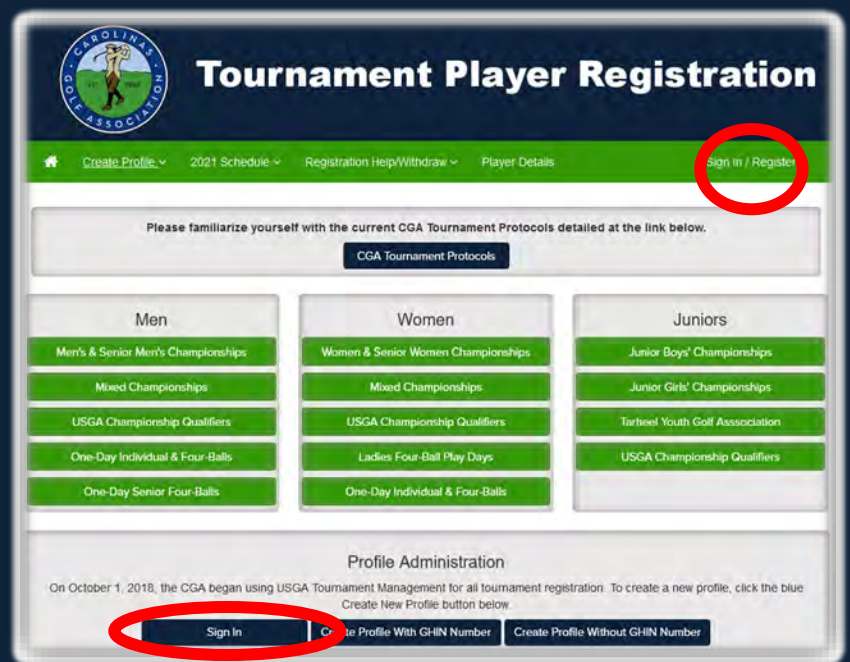 CAROLINAS
GOLF ASSOCIATION
Tournament Player Registration
Create Profile
2021 Schedule
Registration Help/Withdraw
Player Details
Sign In / Register
Please familiarize yourself with the current CGA Tournament Protocols detailed at the link below.
CGA Tournament Protocols
Men
Men's & Senior Men's Championships
Mixed Championships
USGA Championship Qualifiers
One-Day Individual & Four-Balls
One-Day Senior Four-Balls
Women
Women & Senior Women Championships
Mixed Championships
USGA Championship Qualifiers
Ladies Four-Ball Play Days
One-Day Individual & Four-Balls
Juniors
Junior Boys' Championships
Junior Girls' Championships
Tarheel Youth Golf Asssociation
USGA Championship Qualifiers
Profile Administration
On October 1, 2018, the CGA began using USGA Tournament Management for all tournament registration. To create a new profile, click the blue
Create New Profile button below.
Sign In
Create Profile With GHIN Number
Create Profile Without GHIN Number